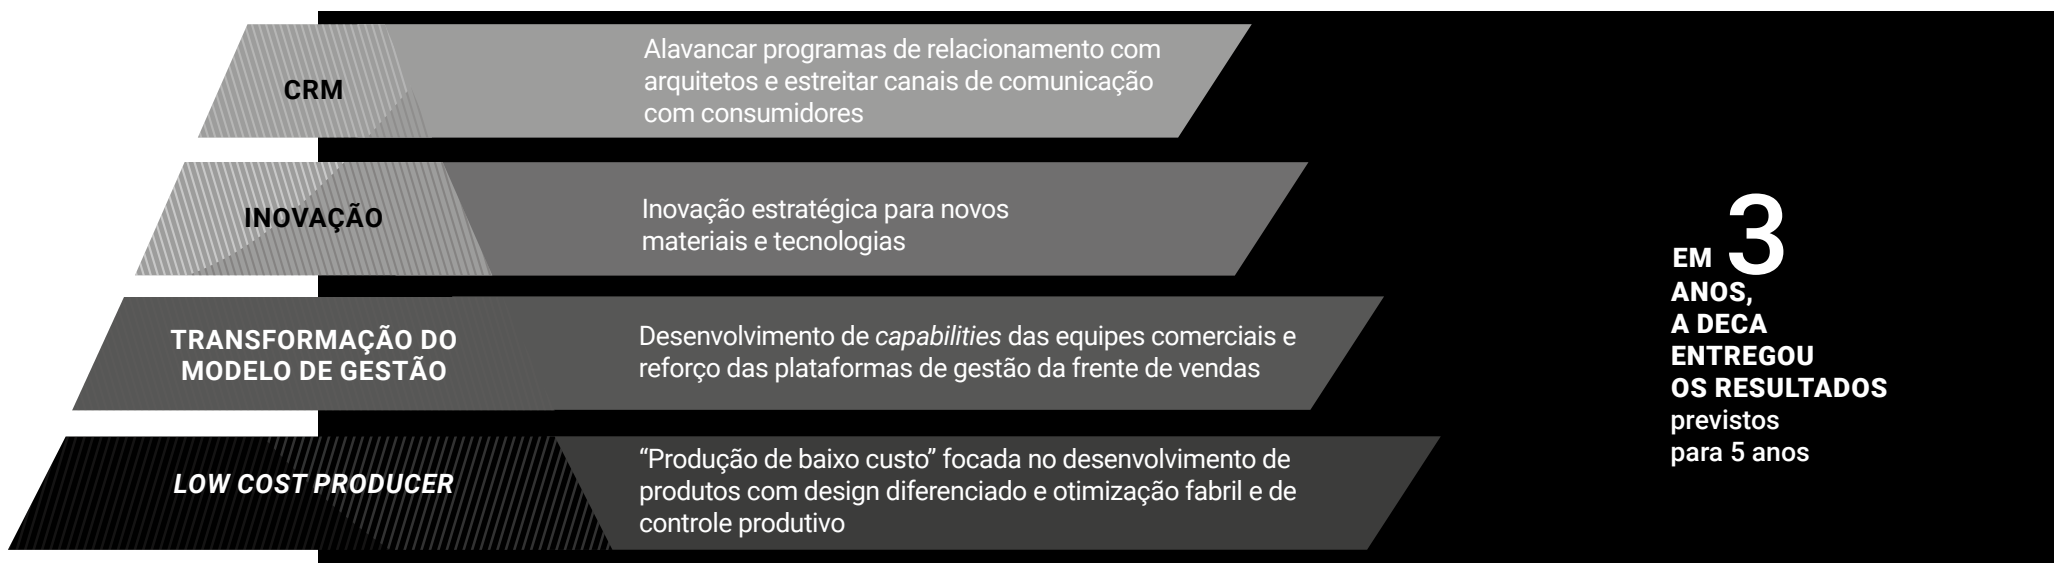 CRM
Alavancar programas de relacionamento com
arquitetos e estreitar canais de comunicação
com consumidores
INOVAÇÃO
Inovação estratégica para novos
materiais e tecnologias
TRANSFORMAÇÃO DO
MODELO DE GESTÃO
Desenvolvimento de capabilities das equipes comerciais e
reforço das plataformas de gestão da frente de vendas
LOW COST PRODUCER
“Produção de baixo custo” focada no desenvolvimento de
produtos com design diferenciado e otimização fabril e de
controle produtivo
EM 3
ANOS,
A DECA
ENTREGOU
OS RESULTADOS
previstos
para 5 anos